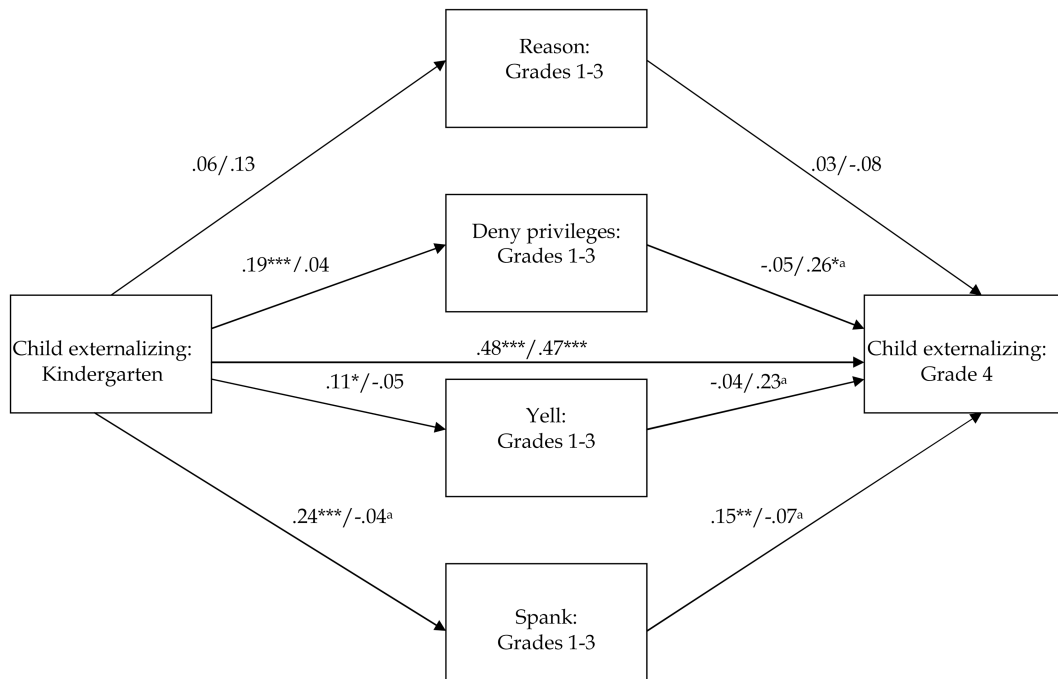 Reason:
Grades 1-3
.06/.13
.03/-.08
Deny privileges:
Grades 1-3
.19***/.04
-.05/.26*ᵃ
Child externalizing:
Kindergarten
.48***/.47***
Child externalizing:
Grade 4
.11*/-.05
-.04/.23ᵃ
Yell:
Grades 1-3
.24***/-.04ᵃ
.15**/-.07ᵃ
Spank:
Grades 1-3